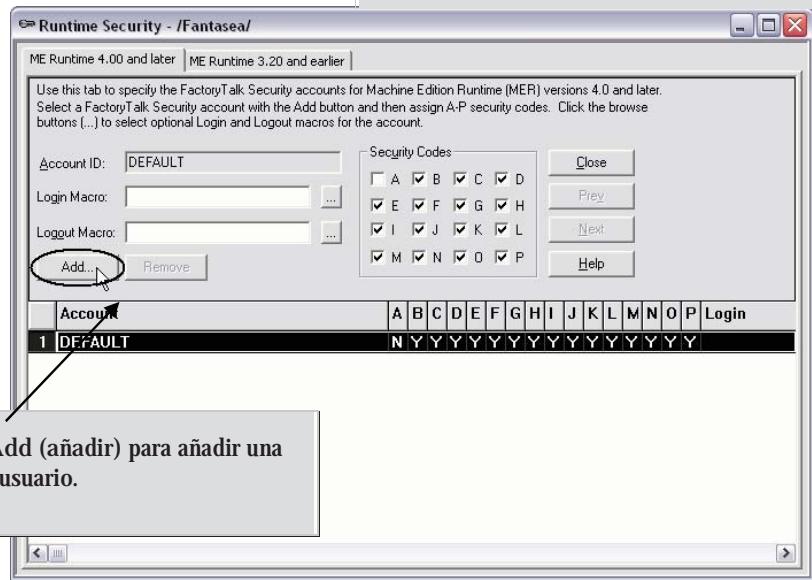 Runtime Security - /Fantasea/
ME Runtime 4.00 and later ME Runtime 3.20 and earlier
Use this tab to specify the FactoryTalk Security accounts for Machine Edition Runtime (MER) versions 4.0 and later.
Select a FactoryTalk Security account with the Add button and then assign A-P security codes. Click the browse
buttons (...) to select optional Login and Logout macros for the account.
Account ID: DEFAULT
Login Macro: ...
Logout Macro: ...
Add... Remove
Security Codes
A B C D
E F G H
I J K L
M N O P
Close
Prev
Next
Help
Account A B C D E F G H I J K L M N O P Login
1 DEFAULT N Y Y Y Y Y Y Y Y Y Y Y Y Y Y Y
Add (añadir) para añadir una
usuario.